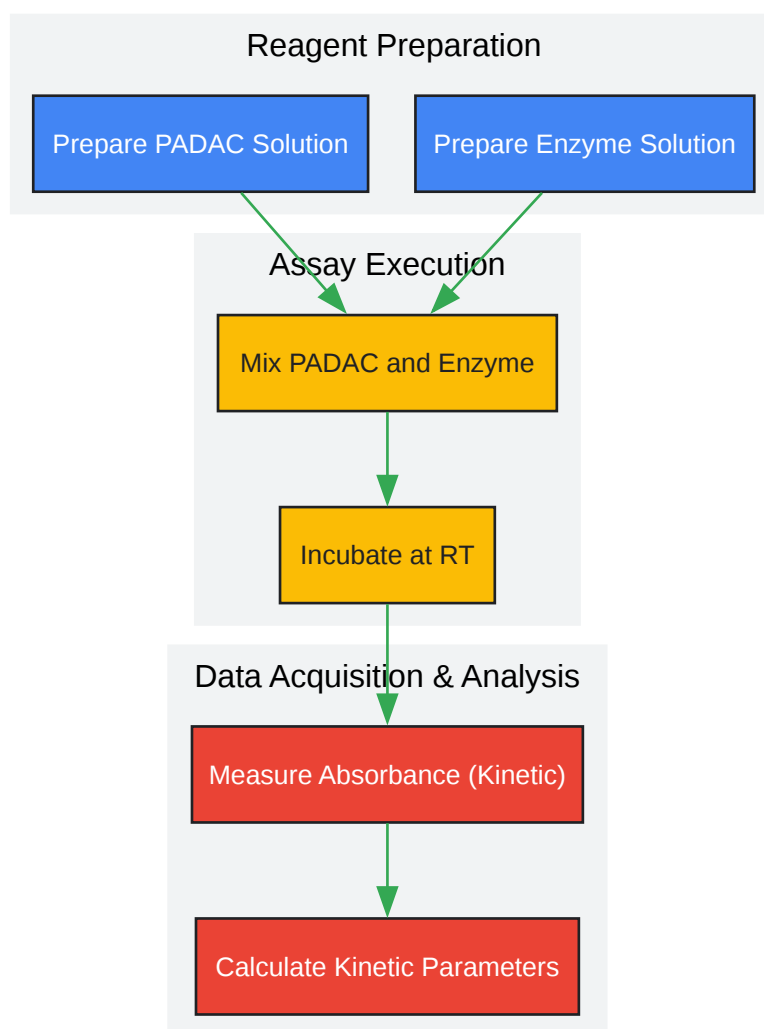 Reagent Preparation
Prepare PADAC Solution
Prepare Enzyme Solution
Assay Execution
Mix PADAC and Enzyme
Incubate at RT
Data Acquisition & Analysis
Measure Absorbance (Kinetic)
Calculate Kinetic Parameters